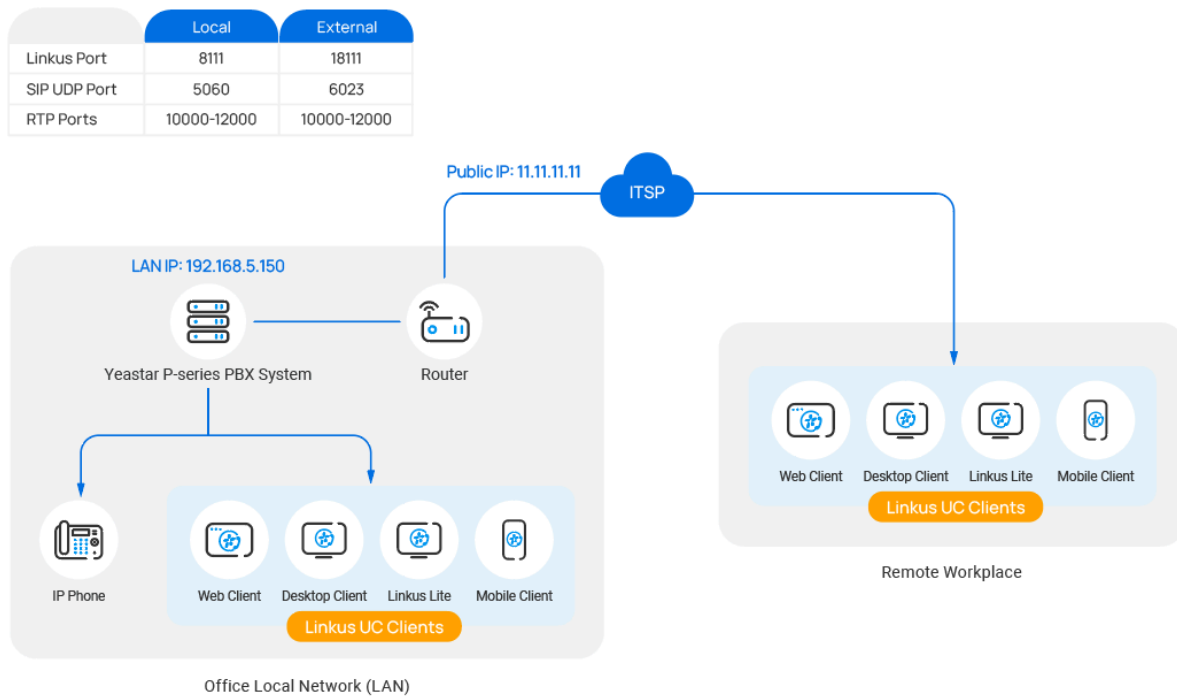 Local External
Linkus Port 8111 18111
SIP UDP Port 5060 6023
RTP Ports 10000-12000 10000-12000
Public IP: 11.11.11.11
ITSP
LAN IP: 192.168.5.150
Yeastar P-series PBX System
Router
IP Phone
Web Client Desktop Client Linkus Lite Mobile Client
Linkus UC Clients
Office Local Network (LAN)
Web Client Desktop Client Linkus Lite Mobile Client
Linkus UC Clients
Remote Workplace